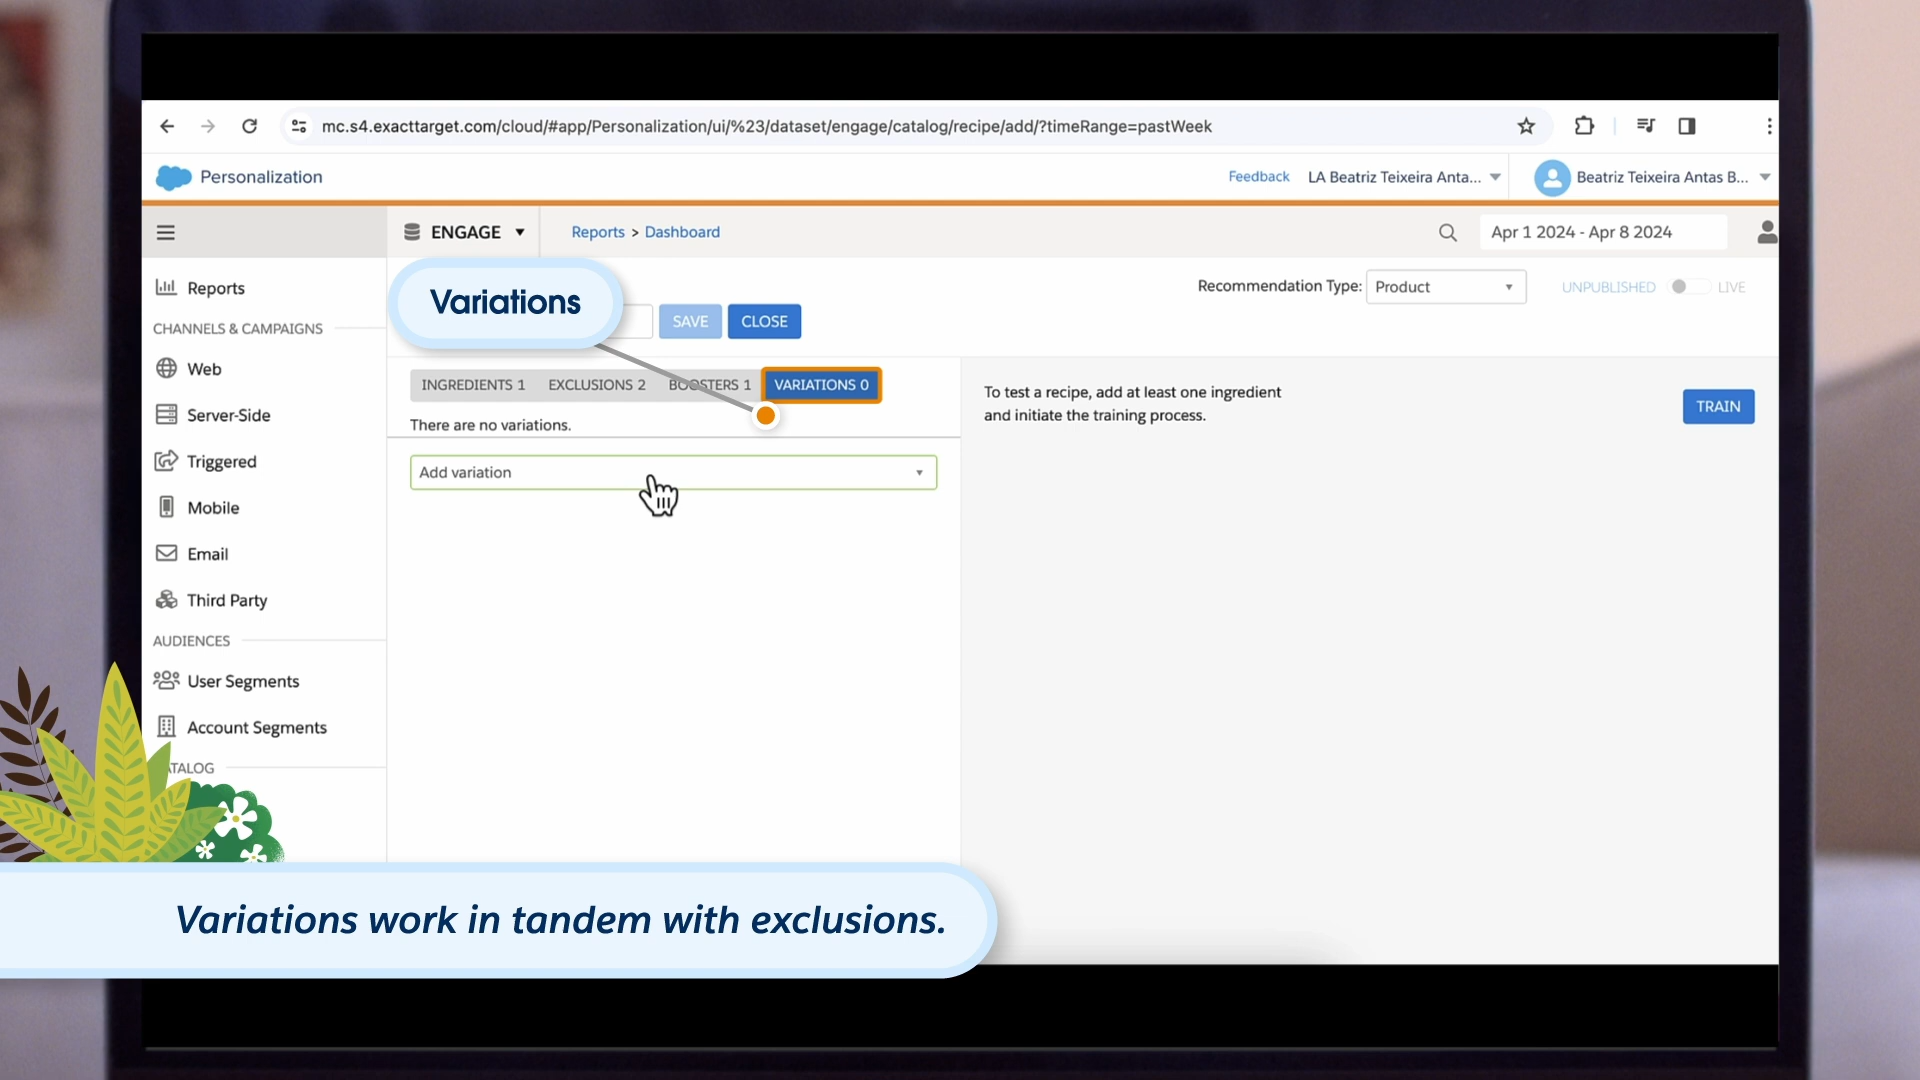 mc.s4.exacttarget.com/cloud/#app/Personalization/ui/%23/dataset/engage/catalog/recipe/add/?timeRange=pastWeek
Personalization
Feedback
LA Beatriz Teixeira Anta...
Beatriz Teixeira Antas B...
ENGAGE
Reports > Dashboard
Apr 1 2024 - Apr 8 2024
Reports
CHANNELS & CAMPAIGNS
Web
Server-Side
Triggered
Mobile
Email
Third Party
AUDIENCES
User Segments
Account Segments
TALOG
Variations
SAVE
CLOSE
Recommendation Type:
Product
UNPUBLISHED
LIVE
INGREDIENTS 1
EXCLUSIONS 2
BOOSTERS 1
VARIATIONS 0
There are no variations.
Add variation
To test a recipe, add at least one ingredient
and initiate the training process.
TRAIN
Variations work in tandem with exclusions.